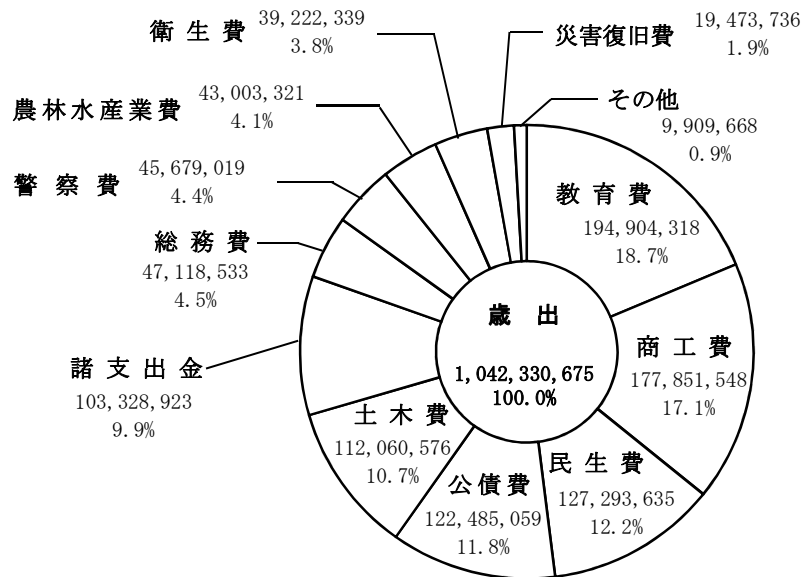 衛生費 39,222,339
3.8%
災害復旧費 19,473,736
1.9%
農林水産業費 43,003,321
4.1%
その他
9,909,668
0.9%
警察費 45,679,019
4.4%
教育費
194,904,318
18.7%
総務費
47,118,533
4.5%
歳出
1,042,330,675
100.0%
商工費
177,851,548
17.1%
諸支出金
103,328,923
9.9%
土木費
112,060,576
10.7%
民生費
127,293,635
12.2%
公債費
122,485,059
11.8%